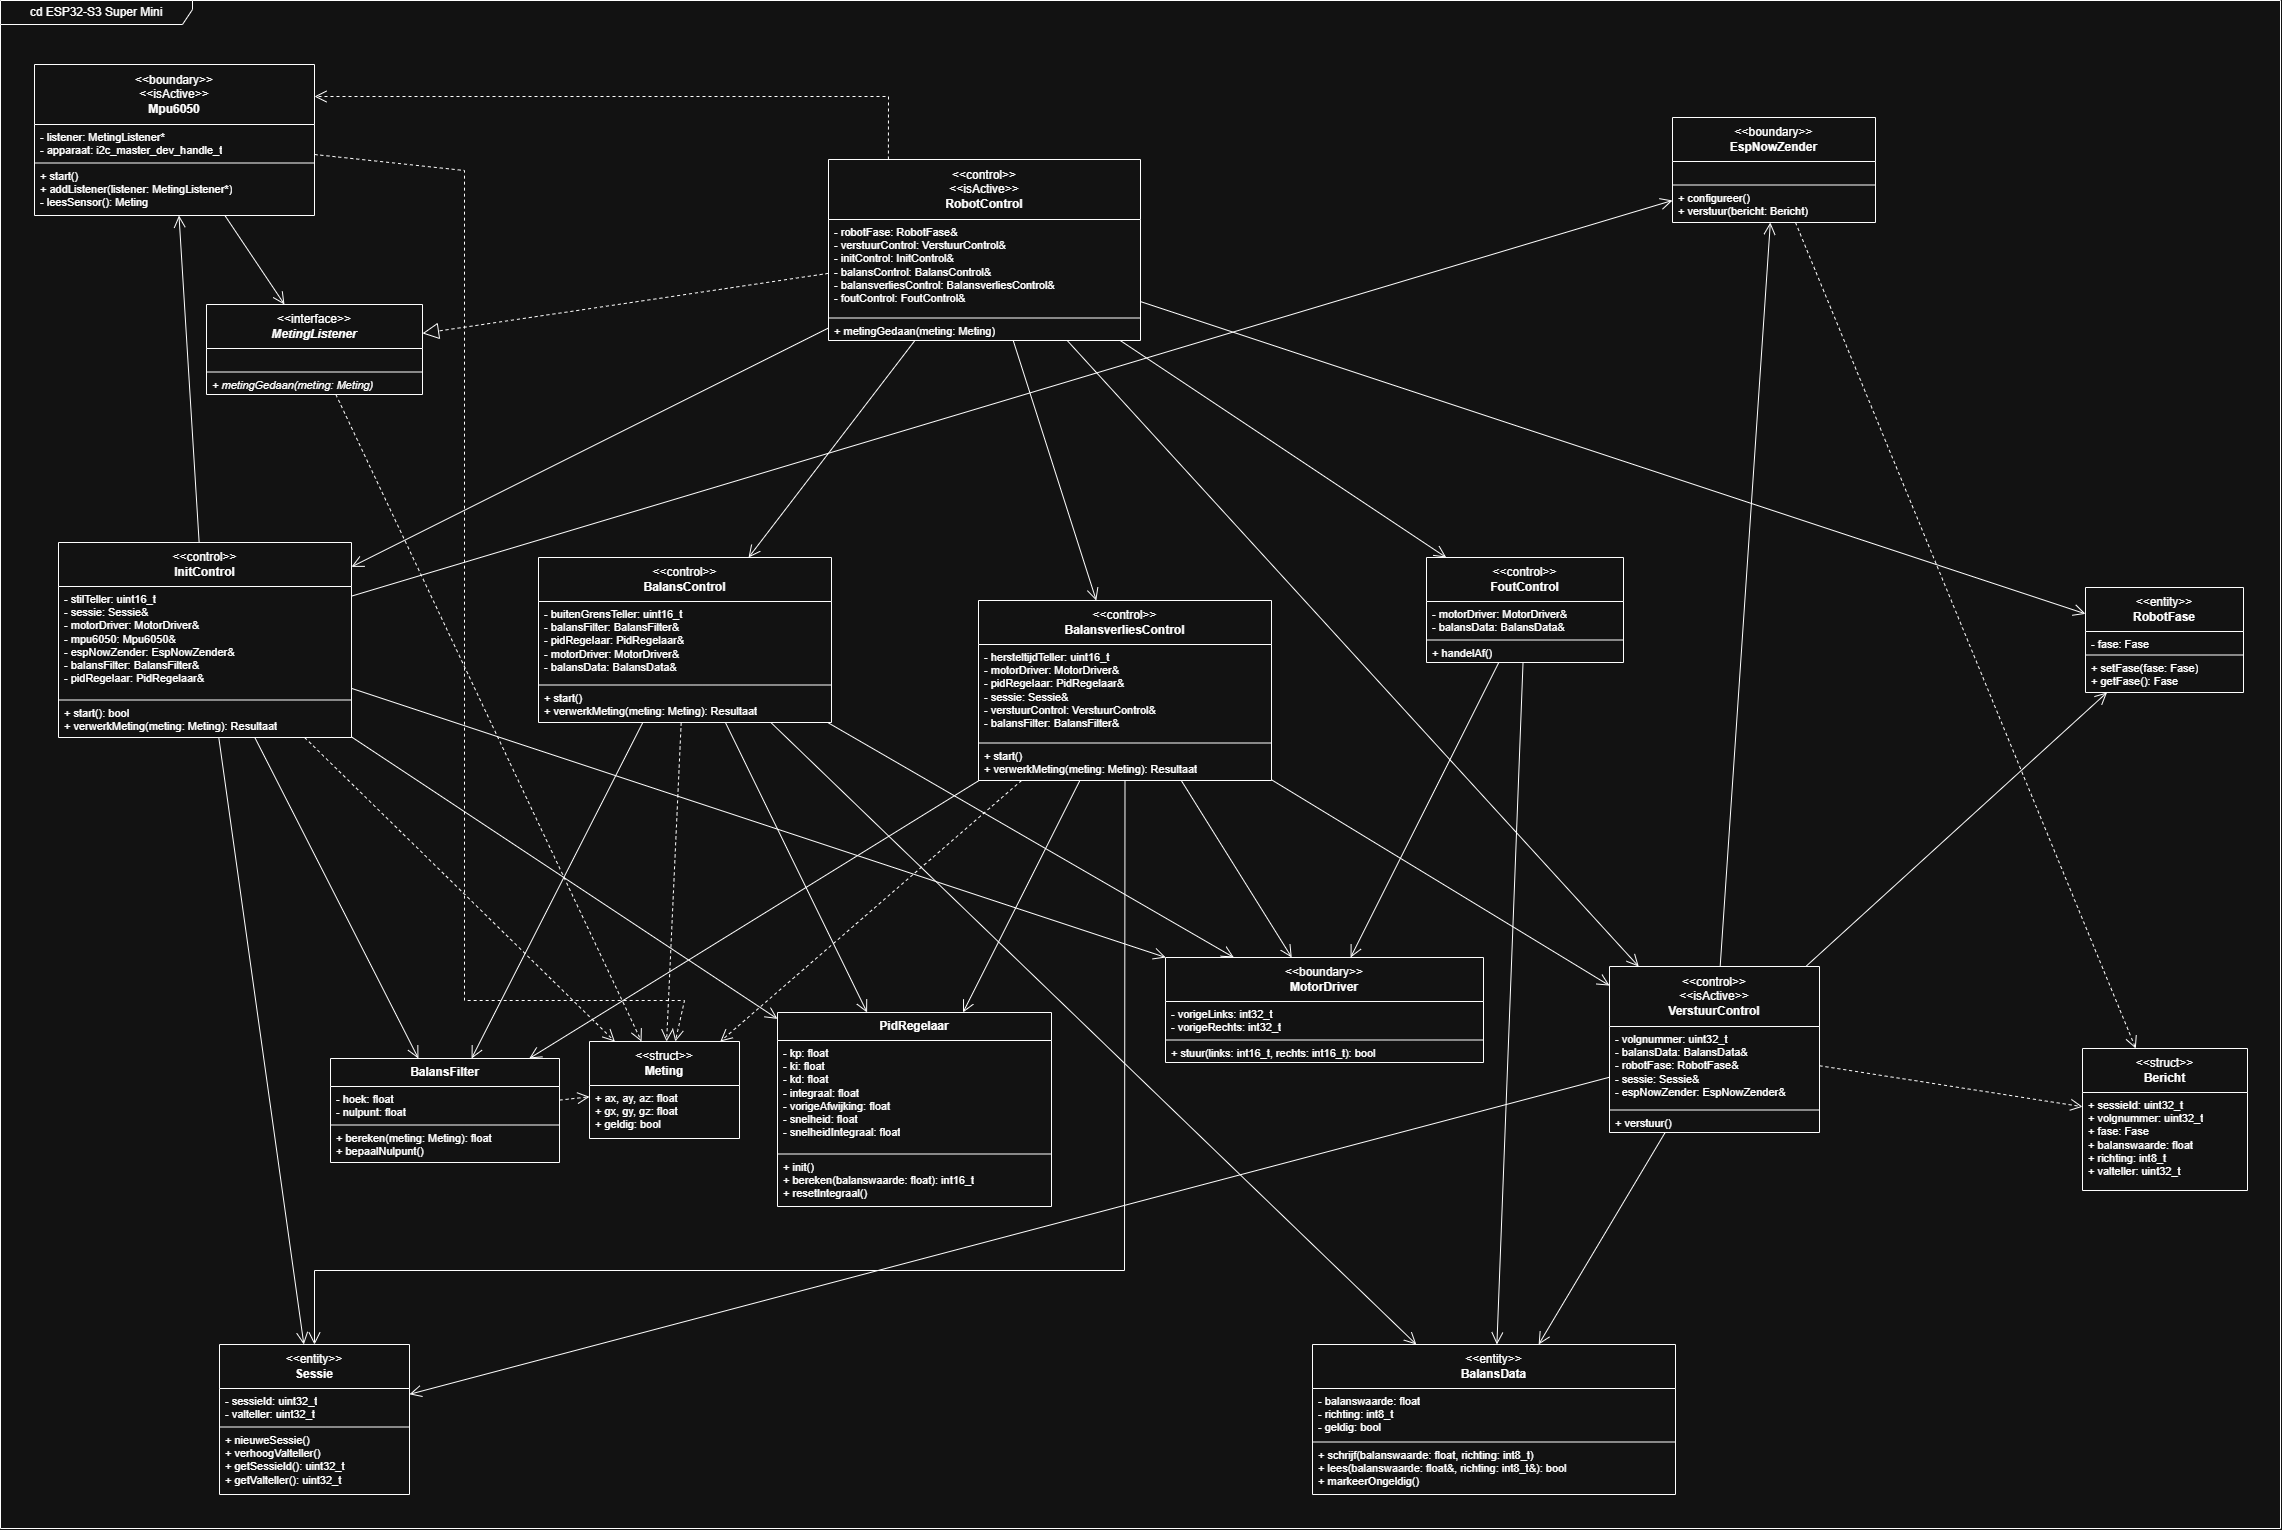 cd ESP32-S3 Super Mini
<<boundary>>
<<isActive>>
Mpu6050
- listener: MetingListener*
- apparaat: i2c_master_dev_handle_t
+ start()
+ addListener(listener: MetingListener*)
- leesSensor(): Meting
<<boundary>>
EspNowZender
+ configureer()
+ verstuur(bericht: Bericht)
<<control>>
<<isActive>>
RobotControl
- robotFase: RobotFase&
- verstuurControl: VerstuurControl&
- initControl: InitControl&
- balansControl: BalansControl&
- balansverliesControl: BalansverliesControl&
- foutControl: FoutControl&
+ metingGedaan(meting: Meting)
<<interface>>
MetingListener
+ metingGedaan(meting: Meting)
<<control>>
InitControl
- stilTeller: uint16_t
- sessie: Sessie&
- motorDriver: MotorDriver&
- mpu6050: Mpu6050&
- espNowZender: EspNowZender&
- balansFilter: BalansFilter&
- pidRegelaar: PidRegelaar&
+ start(): bool
+ verwerkMeting(meting: Meting): Resultaat
<<control>>
BalansControl
- buitenGrensTeller: uint16_t
- balansFilter: BalansFilter&
- pidRegelaar: PidRegelaar&
- motorDriver: MotorDriver&
- balansData: BalansData&
+ start()
+ verwerkMeting(meting: Meting): Resultaat
<<control>>
BalansverliesControl
- hersteltijdTeller: uint16_t
- motorDriver: MotorDriver&
- pidRegelaar: PidRegelaar&
- sessie: Sessie&
- verstuurControl: VerstuurControl&
- balansFilter: BalansFilter&
+ start()
+ verwerkMeting(meting: Meting): Resultaat
<<control>>
FoutControl
- motorDriver: MotorDriver&
- balansData: BalansData&
+ handelAf()
<<entity>>
RobotFase
- fase: Fase
+ setFase(fase: Fase)
+ getFase(): Fase
<<boundary>>
MotorDriver
- vorigeLinks: int32_t
- vorigeRechts: int32_t
+ stuur(links: int16_t, rechts: int16_t): bool
<<control>>
<<isActive>>
VerstuurControl
- volgnummer: uint32_t
- balansData: BalansData&
- robotFase: RobotFase&
- sessie: Sessie&
- espNowZender: EspNowZender&
+ verstuur()
PidRegelaar
- kp: float
- ki: float
- kd: float
- integraal: float
- vorigeAfwijking: float
- snelheid: float
- snelheidIntegraal: float
+ init()
+ bereken(balanswaarde: float): int16_t
+ resetIntegraal()
<<struct>>
Meting
+ ax, ay, az: float
+ gx, gy, gz: float
+ geldig: bool
BalansFilter
- hoek: float
- nulpunt: float
+ bereken(meting: Meting): float
+ bepaalNulpunt()
<<struct>>
Bericht
+ sessieId: uint32_t
+ volgnummer: uint32_t
+ fase: Fase
+ balanswaarde: float
+ richting: int8_t
+ valteller: uint32_t
<<entity>>
Sessie
- sessieId: uint32_t
- valteller: uint32_t
+ nieuweSessie()
+ verhoogValteller()
+ getSessieId(): uint32_t
+ getValteller(): uint32_t
<<entity>>
BalansData
- balanswaarde: float
- richting: int8_t
- geldig: bool
+ schrijf(balanswaarde: float, richting: int8_t)
+ lees(balanswaarde: float&, richting: int8_t&): bool
+ markeerOngeldig()